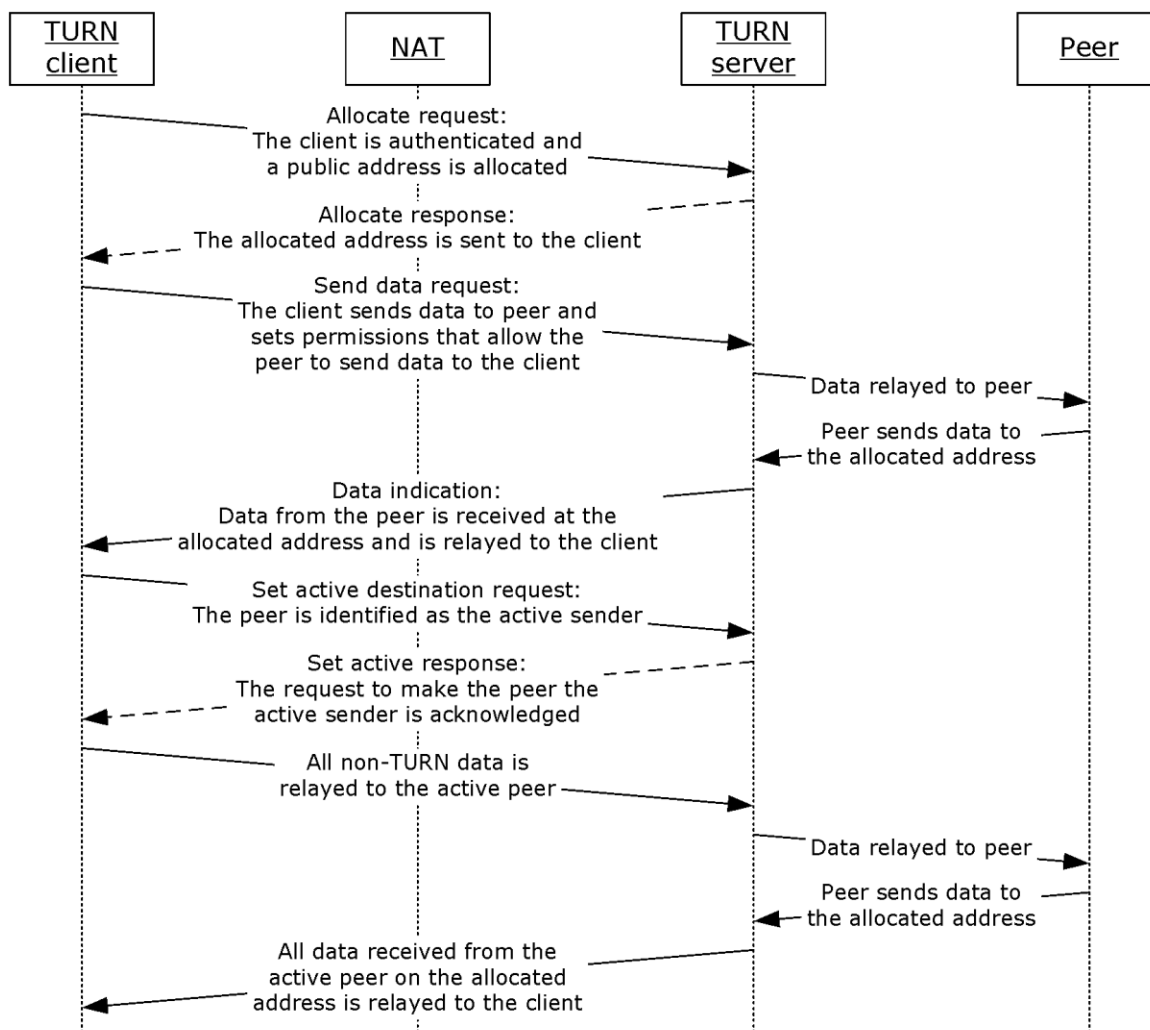 TURN
client
NAT
TURN
server
Peer
Allocate request:
The client is authenticated and
a public address is allocated
Allocate response:
The allocated address is sent to the client
Send data request:
The client sends data to peer and
sets permissions that allow the
peer to send data to the client
Data relayed to peer
Peer sends data to
the allocated address
Data indication:
Data from the peer is received at the
allocated address and is relayed to the client
Set active destination request:
The peer is identified as the active sender
Set active response:
The request to make the peer the
active sender is acknowledged
All non-TURN data is
relayed to the active peer
Data relayed to peer
Peer sends data to
the allocated address
All data received from the
active peer on the allocated
address is relayed to the client